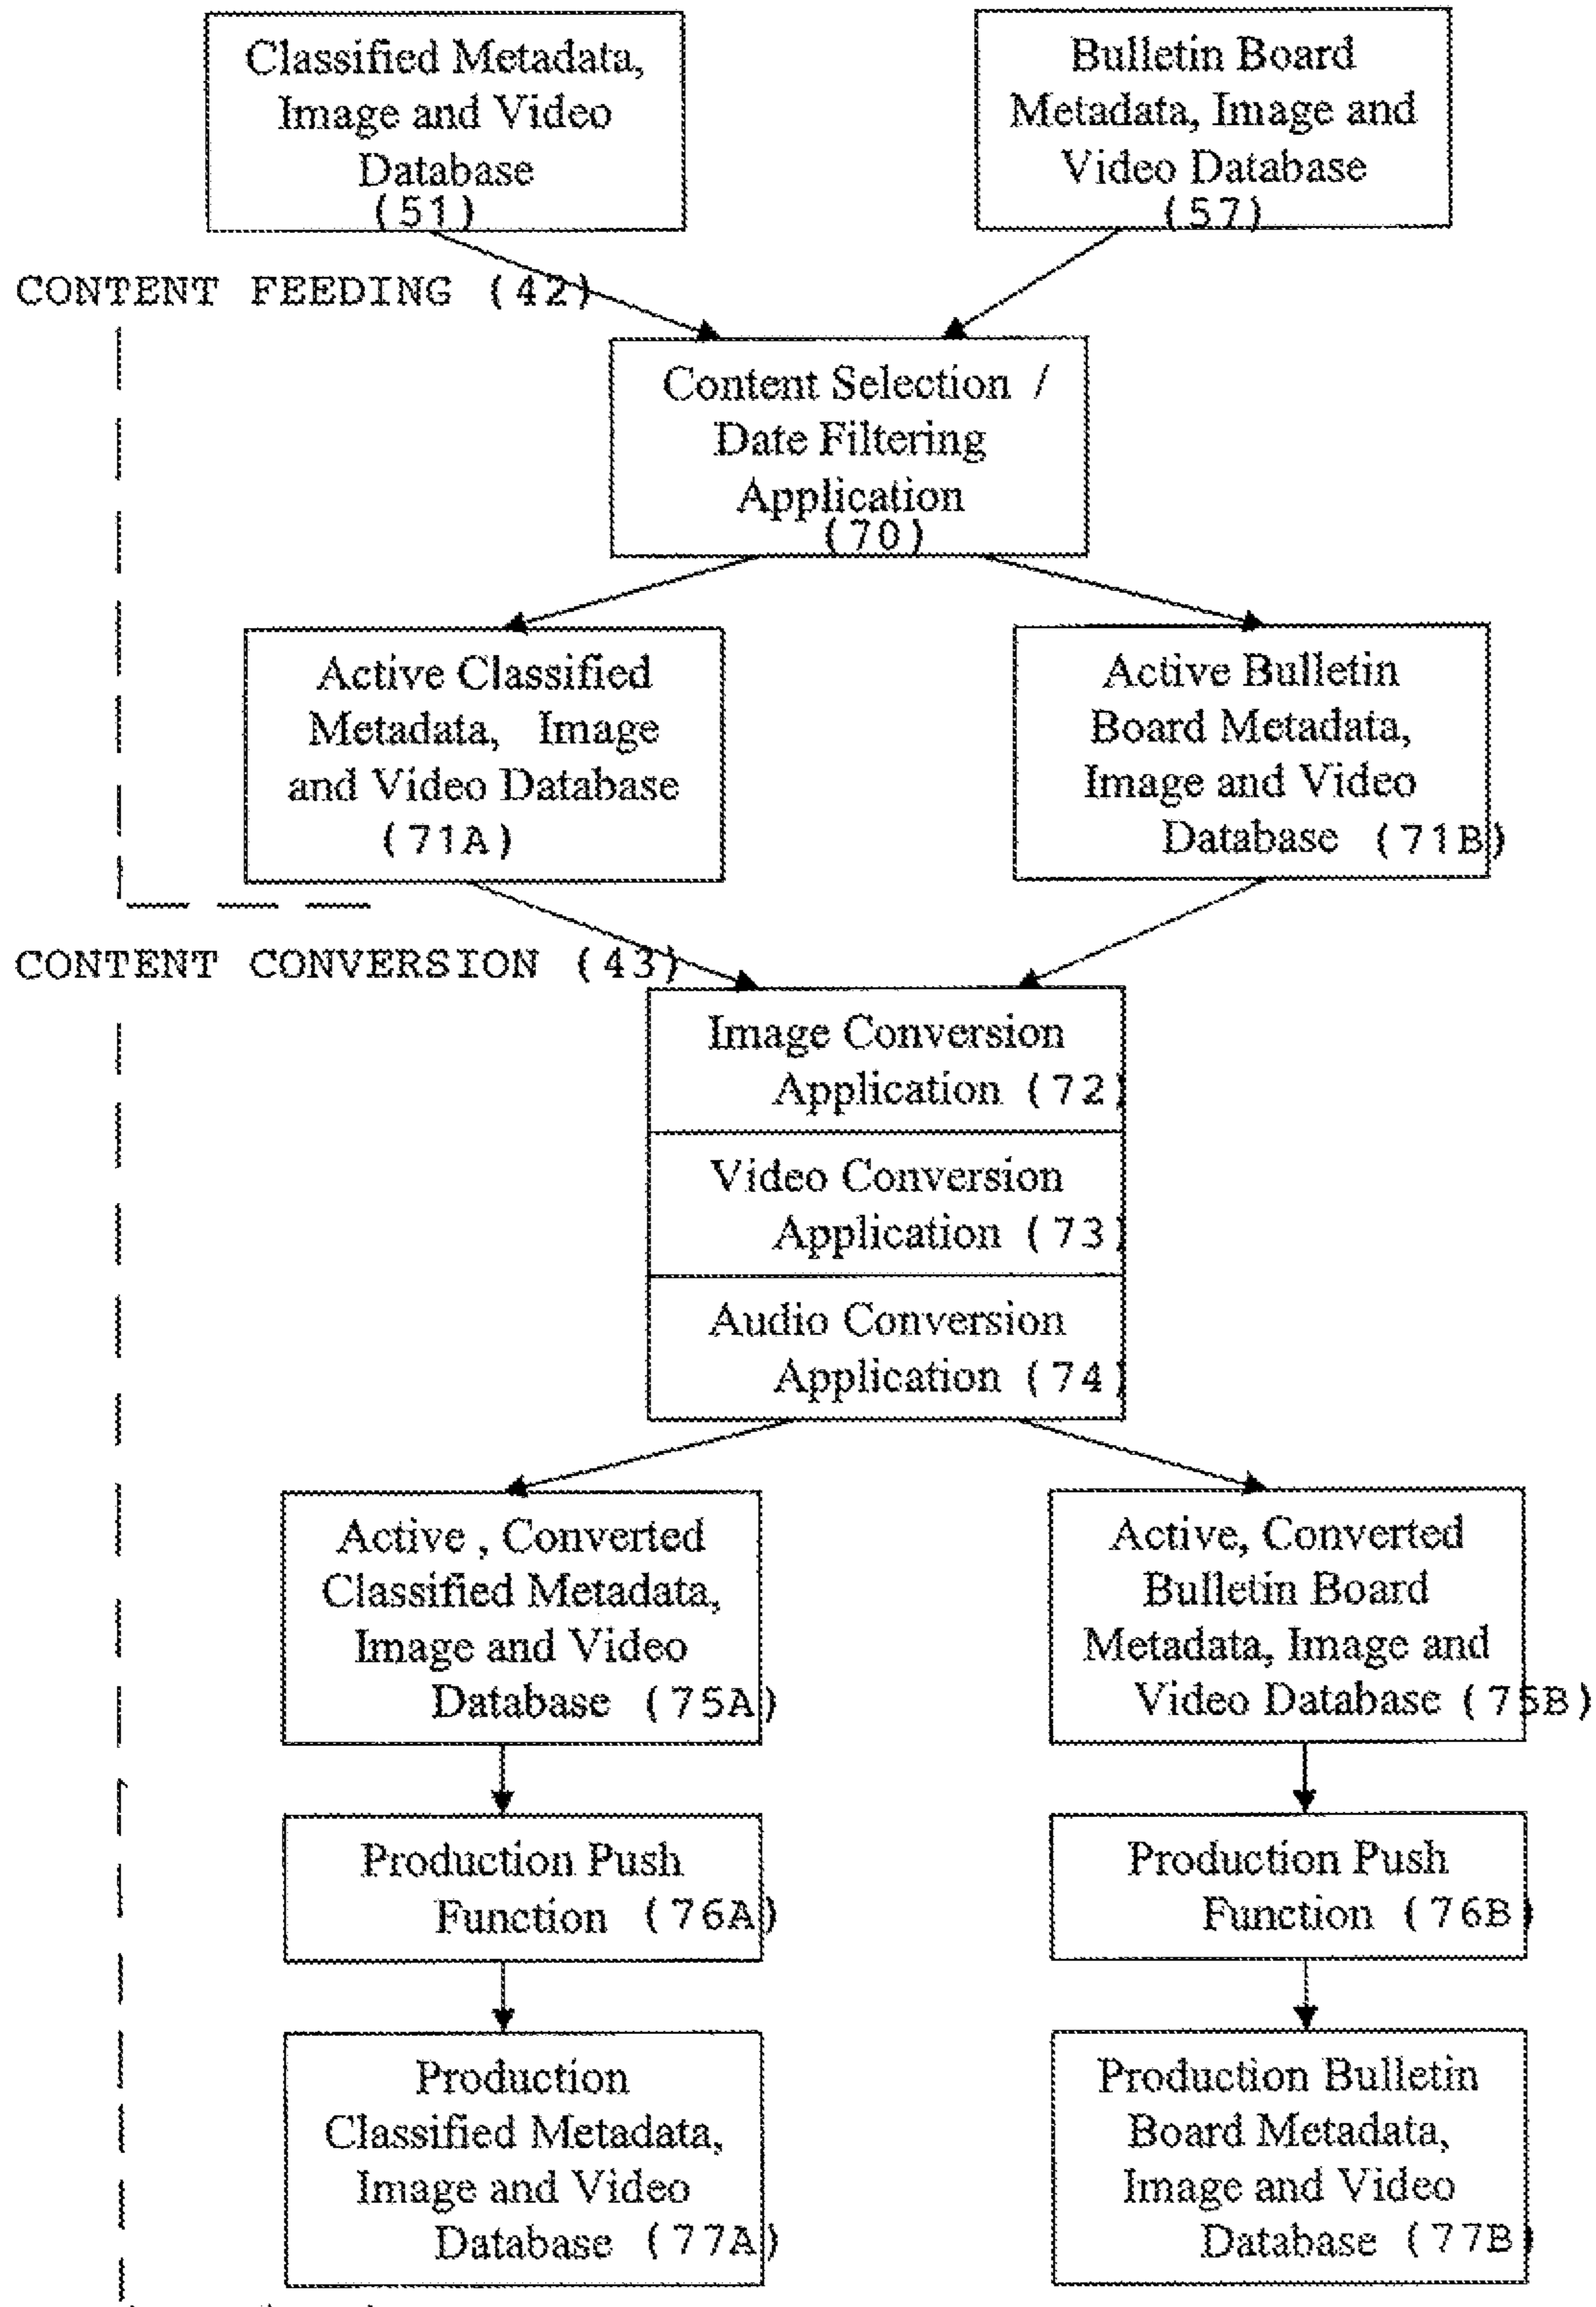 Classified Metadata,
Image and Video
Database
(51)
Bulletin Board
Metadata, Image and
Video Database
(57)
CONTENT FEEDING (42)
Content Selection /
Date Filtering
Application
(70)
Active Classified
Metadata, Image
and Video Database
(71A)
Active Bulletin
Board Metadata,
Image and Video
Database (71B)
CONTENT CONVERSION (43)
Image Conversion
Application (72)
Video Conversion
Application (73)
Audio Conversion
Application (74)
Active , Converted
Classified Metadata,
Image and Video
Database (75A)
Active, Converted
Bulletin Board
Metadata, Image and
Video Database (75B)
Production Push
Function (76A)
Production Push
Function (76B)
Production
Classified Metadata,
Image and Video
Database (77A)
Production Bulletin
Board Metadata,
Image and Video
Database (77B)